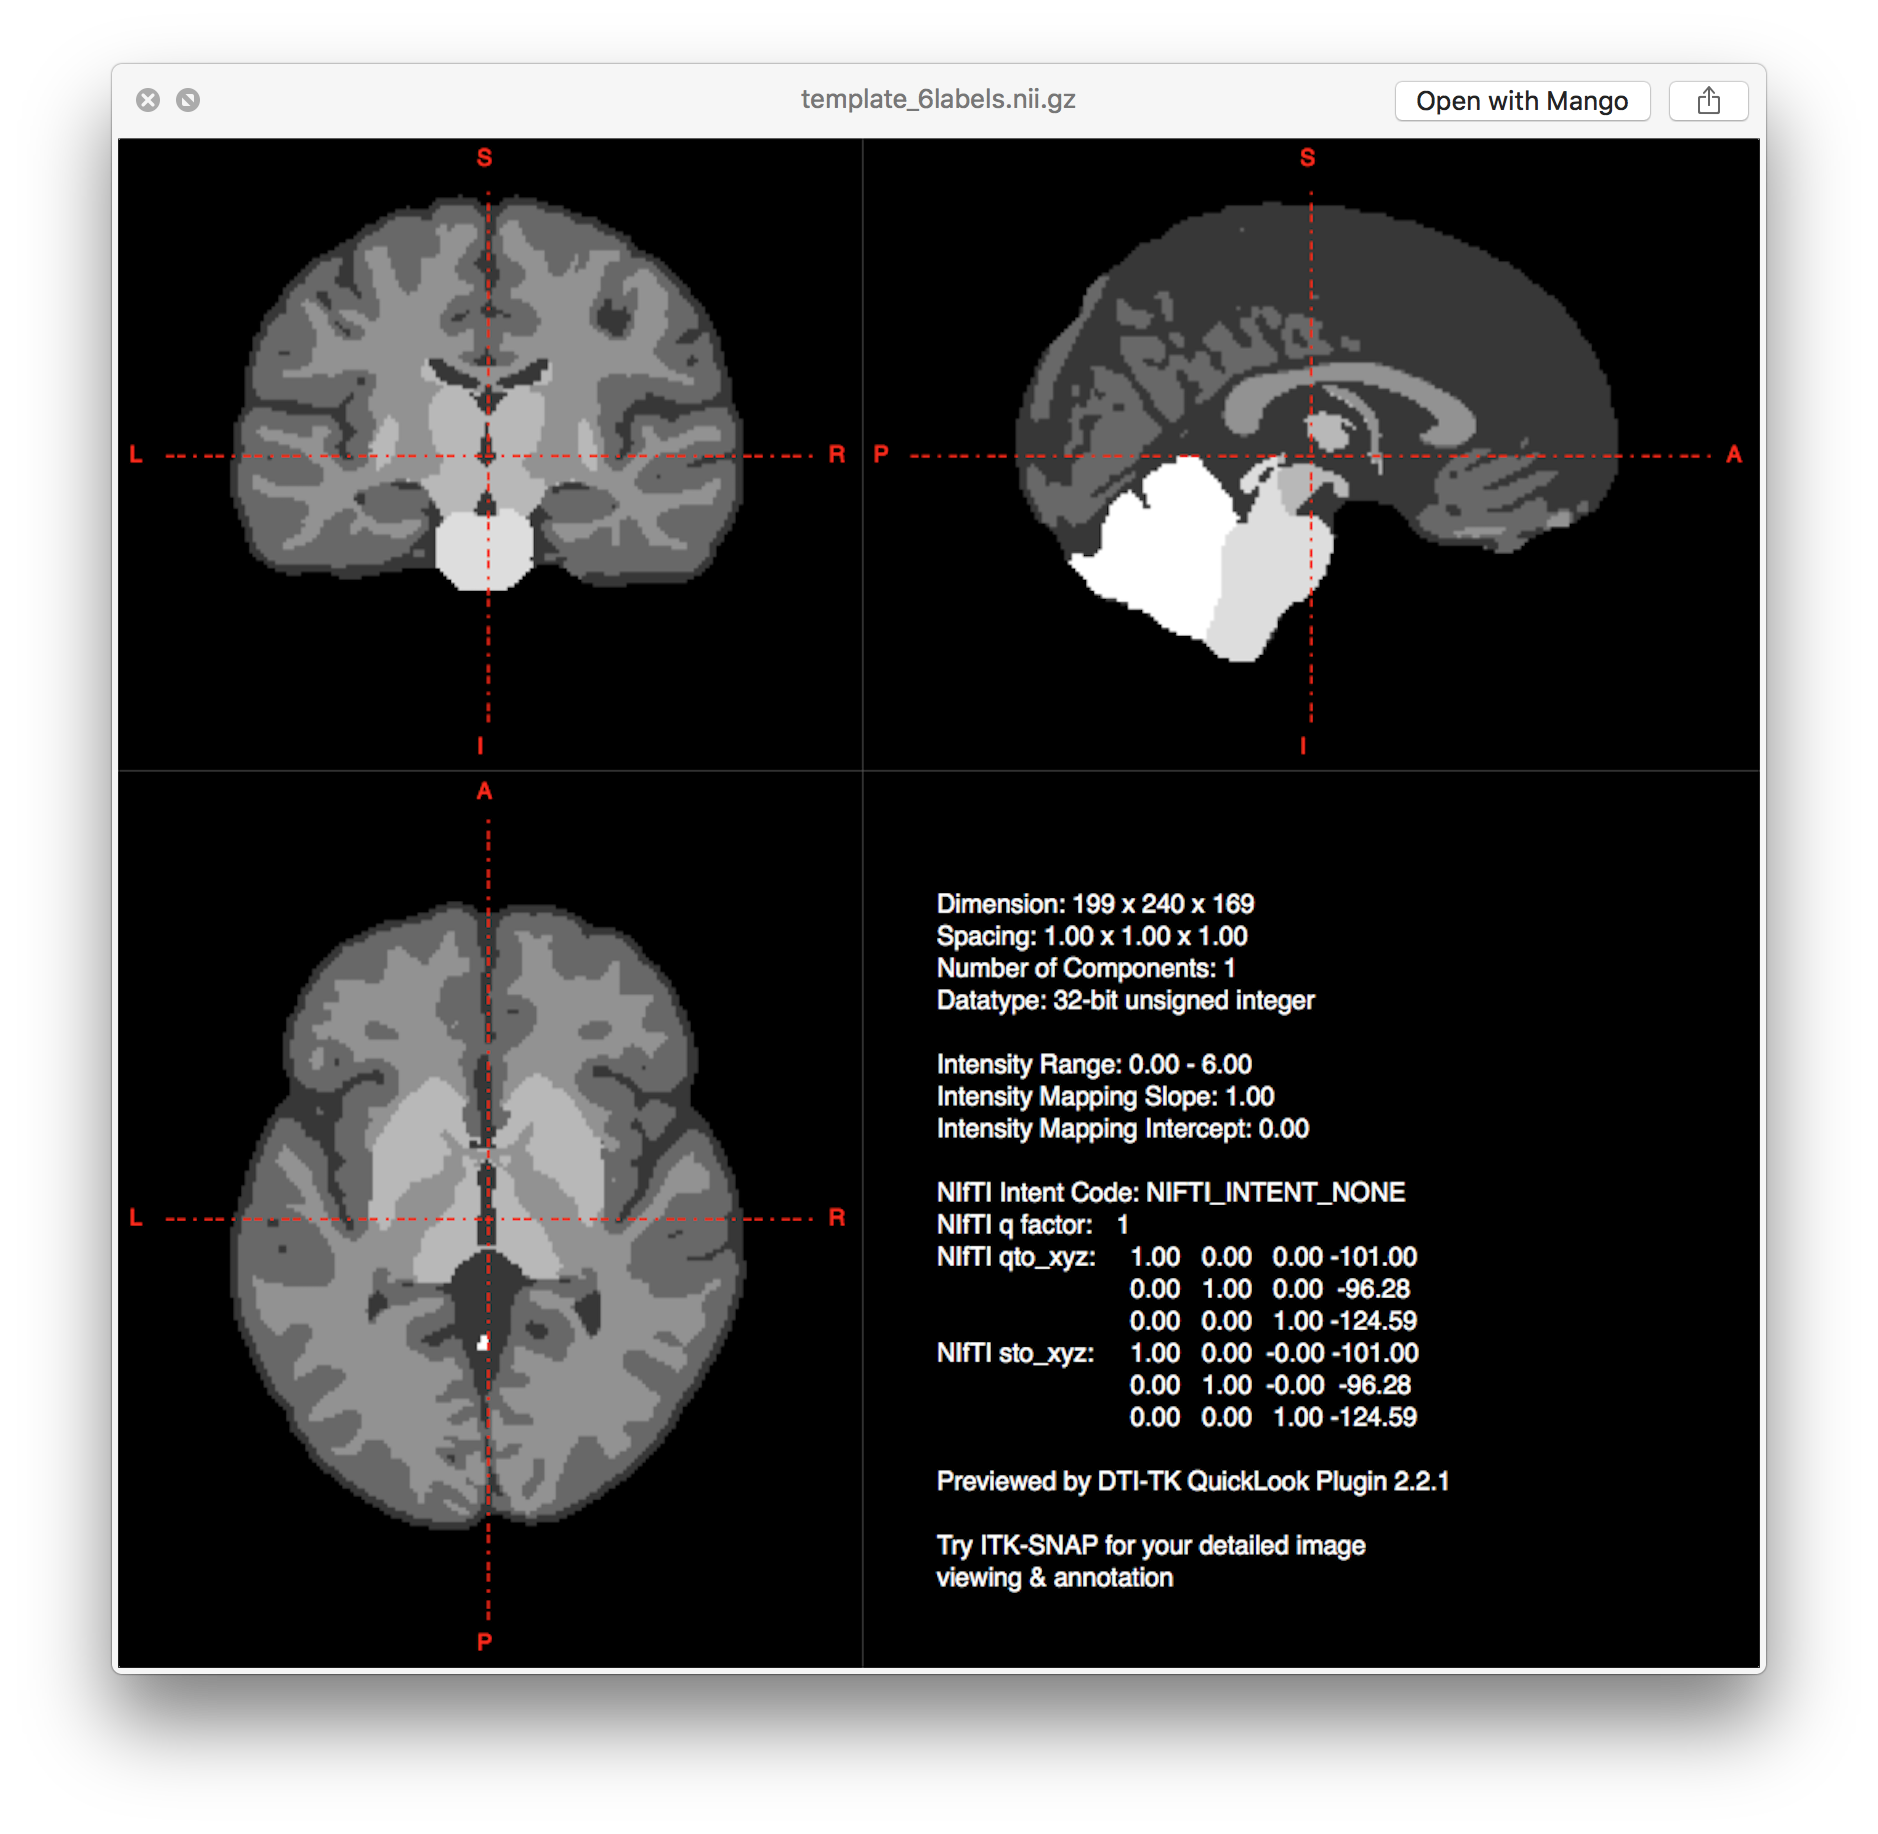 template_6labels.nii.gz
Open with Mango
S
S
L
R
P
A
I
I
A
L
R
P
Dimension: 199 x 240 x 169
Spacing: 1.00 x 1.00 x 1.00
Number of Components: 1
Datatype: 32-bit unsigned integer
Intensity Range: 0.00 - 6.00
Intensity Mapping Slope: 1.00
Intensity Mapping Intercept: 0.00
NIfTI Intent Code: NIFTI_INTENT_NONE
NIfTI q factor: 1
NIfTI qto_xyz: 1.00 0.00 0.00 -101.00
0.00 1.00 0.00 -96.28
0.00 0.00 1.00 -124.59
NIfTI sto_xyz: 1.00 0.00 -0.00 -101.00
0.00 1.00 -0.00 -96.28
0.00 0.00 1.00 -124.59
Previewed by DTI-TK QuickLook Plugin 2.2.1
Try ITK-SNAP for your detailed image
viewing & annotation